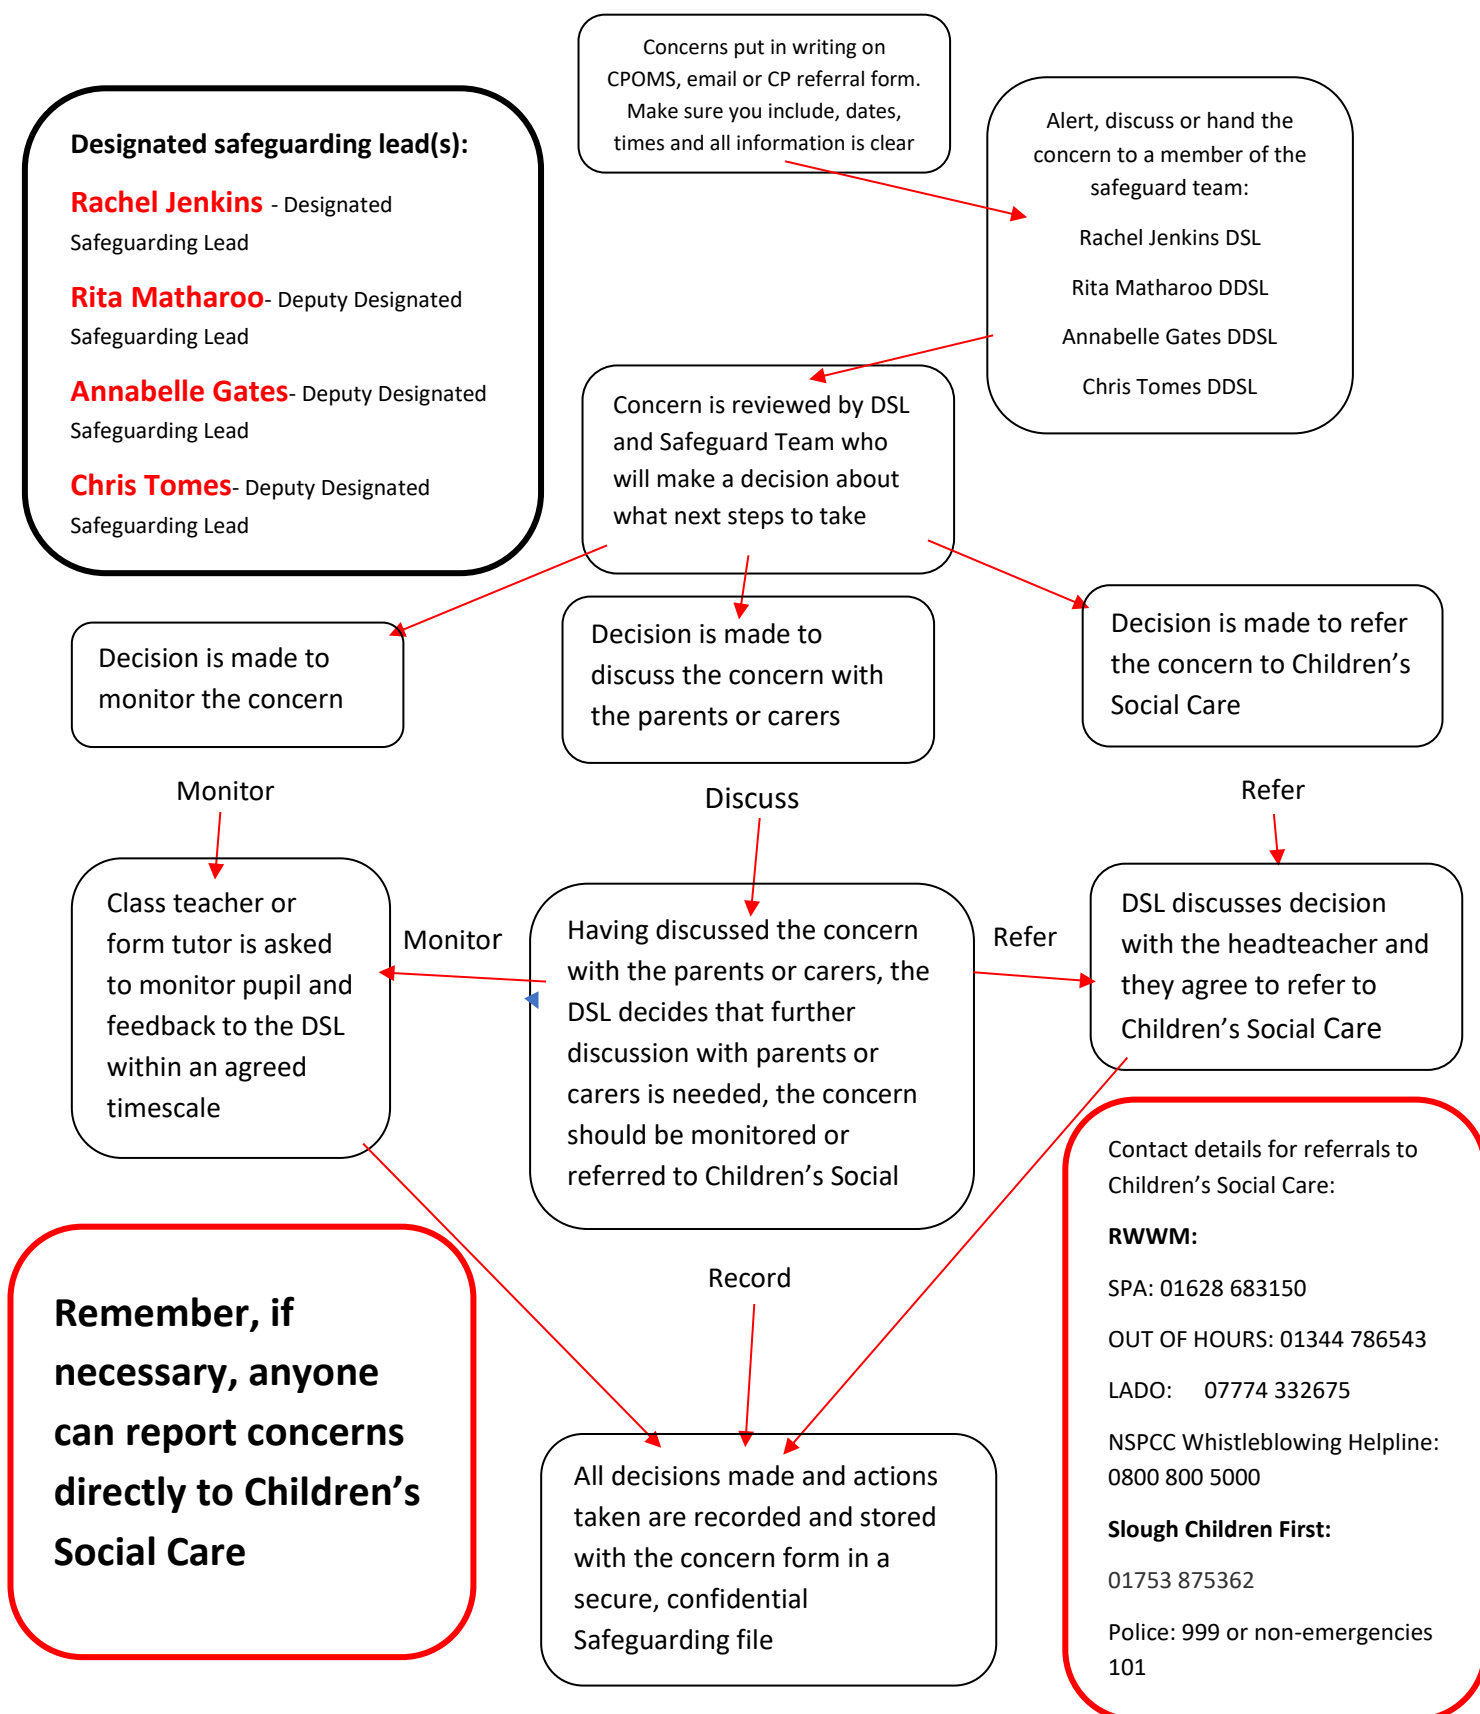 Concerns put in writing on
CPOMS, email or CP referral form.
Make sure you include, dates,
times and all information is clear
Designated safeguarding lead(s):
Rachel Jenkins - Designated
Safeguarding Lead
Rita Matharoo- Deputy Designated
Safeguarding Lead
Annabelle Gates- Deputy Designated
Safeguarding Lead
Chris Tomes- Deputy Designated
Safeguarding Lead
Alert, discuss or hand the
concern to a member of the
safeguard team:
Rachel Jenkins DSL
Rita Matharoo DDSL
Annabelle Gates DDSL
Chris Tomes DDSL
Concern is reviewed by DSL
and Safeguard Team who
will make a decision about
what next steps to take
Decision is made to
monitor the concern
Decision is made to
discuss the concern with
the parents or carers
Decision is made to refer
the concern to Children’s
Social Care
Monitor
Discuss
Refer
Class teacher or
form tutor is asked
to monitor pupil and
feedback to the DSL
within an agreed
timescale
Monitor
Having discussed the concern
with the parents or carers, the
DSL decides that further
discussion with parents or
carers is needed, the concern
should be monitored or
referred to Children’s Social
Refer
DSL discusses decision
with the headteacher and
they agree to refer to
Children’s Social Care
Remember, if
necessary, anyone
can report concerns
directly to Children’s
Social Care
Record
All decisions made and actions
taken are recorded and stored
with the concern form in a
secure, confidential
Safeguarding file
Contact details for referrals to
Children’s Social Care:
RWWM:
SPA: 01628 683150
OUT OF HOURS: 01344 786543
LADO: 07774 332675
NSPCC Whistleblowing Helpline:
0800 800 5000
Slough Children First:
01753 875362
Police: 999 or non-emergencies
101